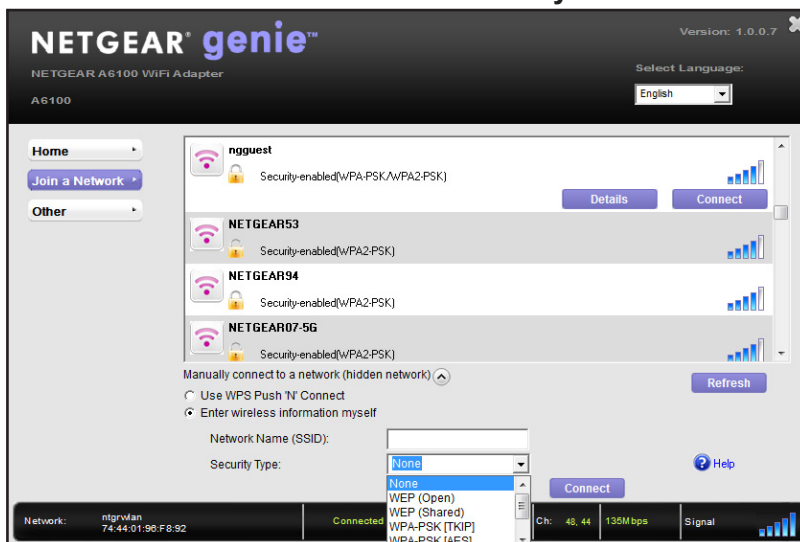 NETGEAR® genie™
Version: 1.0.0.7
NETGEAR A6100 WiFi Adapter
Select Language:
A6100
English
Home
Join a Network
Other
ngguest
Security-enabled(WPA-PSK/WPA2-PSK)
Details Connect
NETGEAR53
Security-enabled(WPA2-PSK)
NETGEAR94
Security-enabled(WPA2-PSK)
NETGEAR07-5G
Security-enabled(WPA2-PSK)
Manually connect to a network (hidden network)
Refresh
Use WPS Push 'N' Connect
Enter wireless information myself
Network Name (SSID):
Security Type: None
Help
None
WEP (Open)
WEP (Shared)
WPA-PSK [TKIP]
WPA-PSK [AES]
Connect
Network: ntgrwlan
74:44:01:96:F8:92
Connected
Ch: 48, 44 135Mbps Signal